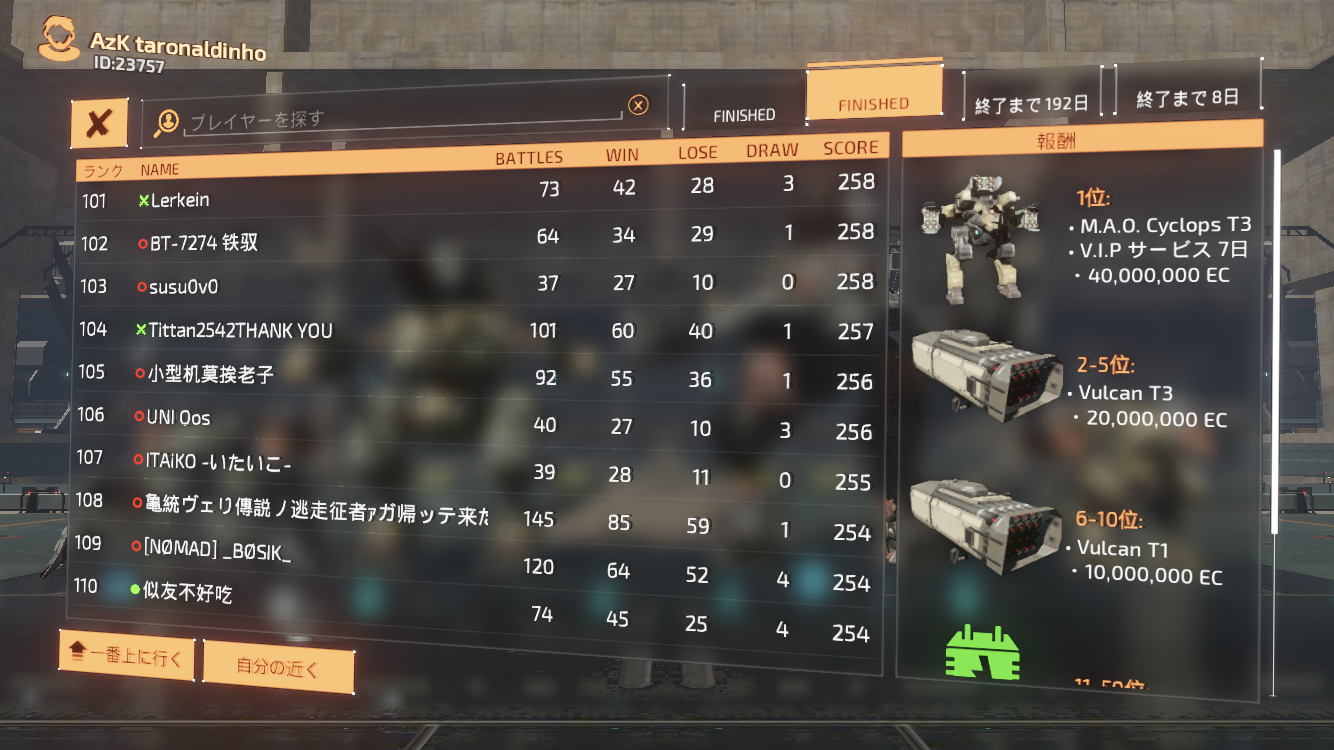 AzK taronaldinho
ID:23757
プレイヤーを探す
FINISHED
FINISHED
終了まで 192日
終了まで 8日
ランク NAME BATTLES WIN LOSE DRAW SCORE
101 Lerkein 73 42 28 3 258
102 BT-7274 铁驭 64 34 29 1 258
103 susu0v0 37 27 10 0 258
104 Tittan2542THANK YOU 101 60 40 1 257
105 小型机莫挨老子 92 55 36 1 256
106 UNI Qos 40 27 10 3 256
107 ITAiKO -いたいこ- 39 28 11 0 255
108 亀統ヴェリ傳説ノ逃走征者ァガ帰ッテ来た 145 85 59 1 254
109 [NØMAD] _BØSIK_ 120 64 52 4 254
110 似友不好吃 74 45 25 4 254
一番上に行く
自分の近く
報酬
1位:
• M.A.O. Cyclops T3
• V.I.P サービス 7日
• 40,000,000 EC
2-5位:
• Vulcan T3
• 20,000,000 EC
6-10位:
• Vulcan T1
• 10,000,000 EC
11-50位: